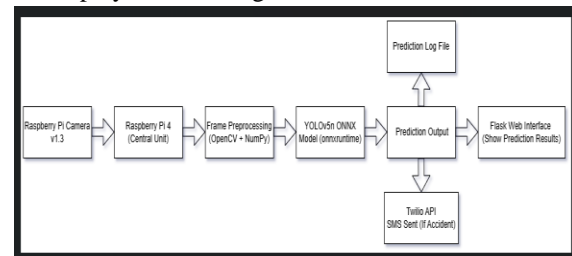 Prediction Log File
Raspberry Pi Camera
v1.3
Raspberry Pi 4
(Central Unit)
Frame Preprocessing
(OpenCV + NumPy)
YOLOv5n ONNX
Model (onnxruntime)
Prediction Output
Flask Web Interface
(Show Prediction Results)
Twilio API
SMS Sent (If Accident)